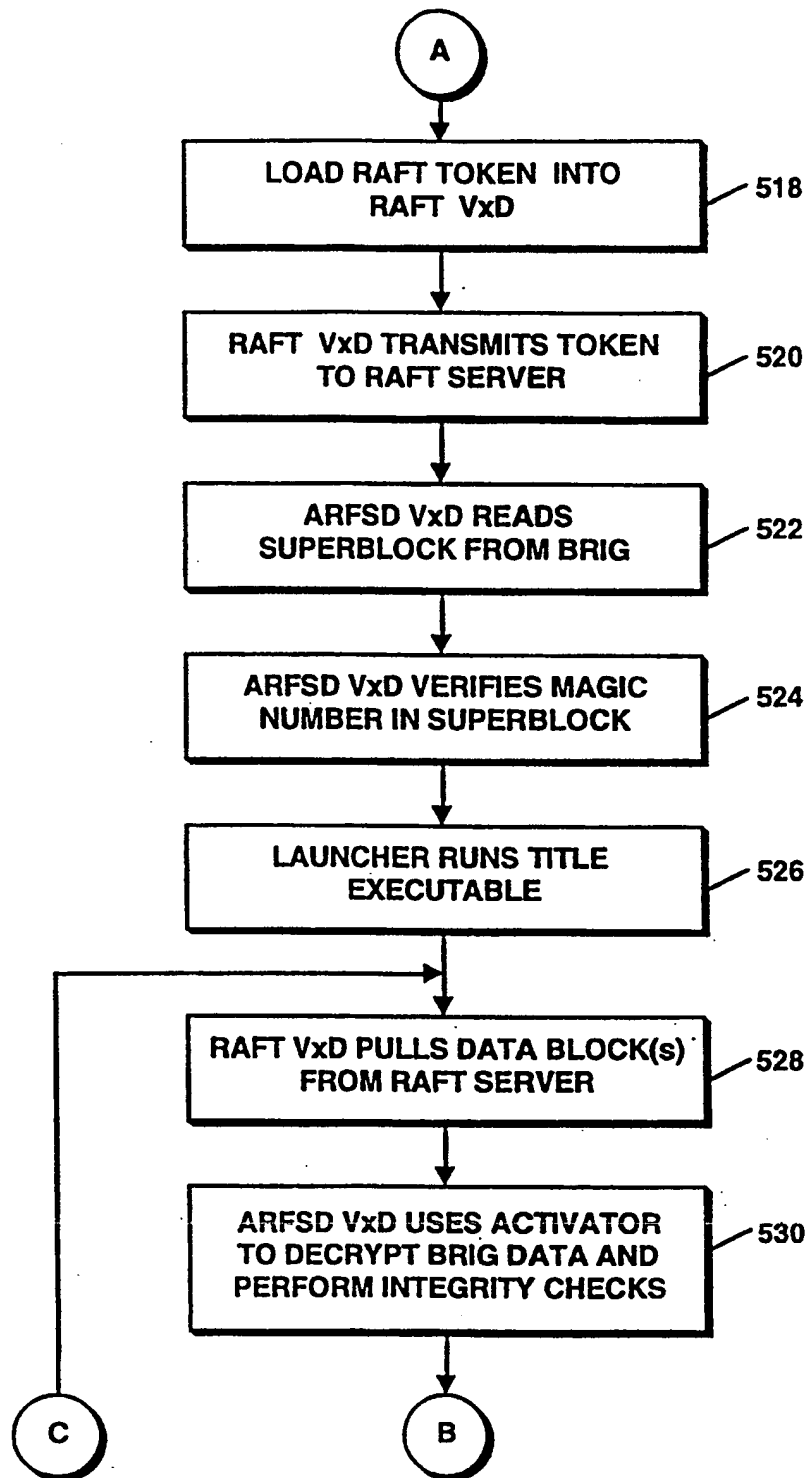 A
LOAD RAFT TOKEN INTO
RAFT VxD
518
RAFT VxD TRANSMITS TOKEN
TO RAFT SERVER
520
ARFSD VxD READS
SUPERBLOCK FROM BRIG
522
ARFSD VxD VERIFIES MAGIC
NUMBER IN SUPERBLOCK
524
LAUNCHER RUNS TITLE
EXECUTABLE
526
RAFT VxD PULLS DATA BLOCK(s)
FROM RAFT SERVER
528
ARFSD VxD USES ACTIVATOR
TO DECRYPT BRIG DATA AND
PERFORM INTEGRITY CHECKS
530
C
B